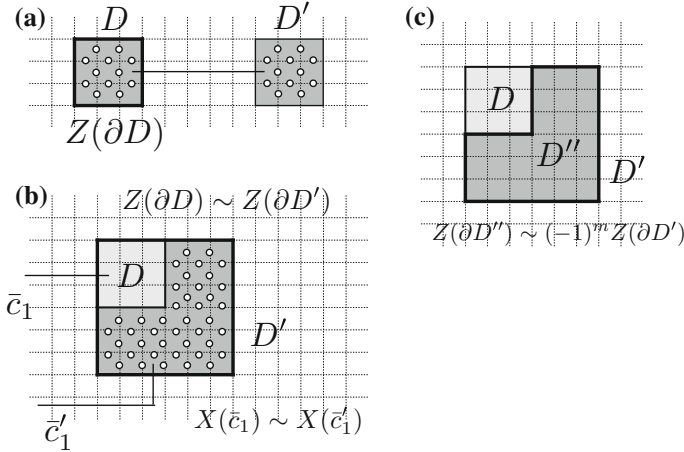 (a)
D
D′
Z(∂D)
(b)
Z(∂D) ∼ Z(∂D′)
D
c̄₁
D′
c̄′₁
X(c̄₁) ∼ X(c̄′₁)
(c)
D
D″
D′
Z(∂D″) ∼ (−1)ᵐ Z(∂D′)